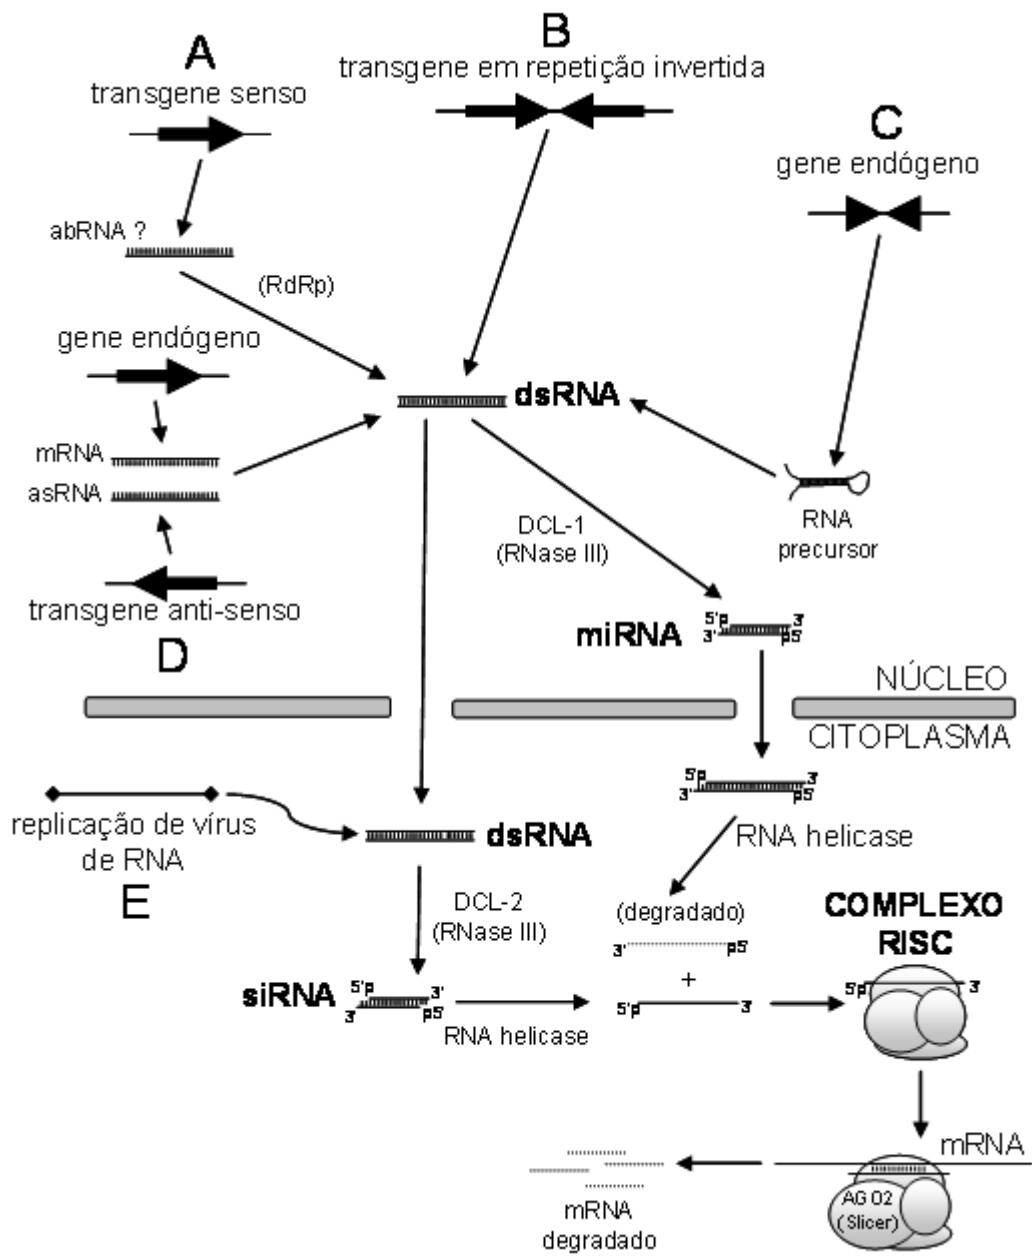 A
transgene senso
B
transgene em repetição invertida
C
gene endógeno
abRNA ?
(RdRp)
gene endógeno
dsRNA
mRNA
asRNA
RNA
precursor
DCL-1
(RNase III)
transgene anti-senso
D
miRNA
5'p 3'
3' p5'
NÚCLEO
CITOPLASMA
5'p 3'
3' p5'
replicação de vírus
de RNA
E
dsRNA
RNA helicase
DCL-2
(RNase III)
(degradado)
3' p5'
+
5'p 3'
COMPLEXO
RISC
5'p 3'
siRNA
5'p 3'
3' p5'
RNA helicase
mRNA
AGO2
(Slicer)
mRNA
degradado